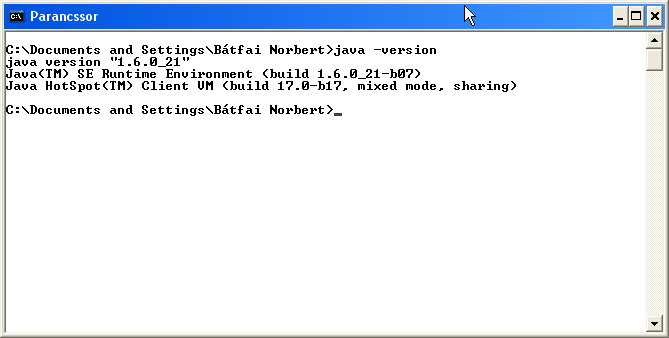 Parancssor
C:\Documents and Settings\Bátfai Norbert>java -version
java version "1.6.0_21"
Java(TM) SE Runtime Environment (build 1.6.0_21-b07)
Java HotSpot(TM) Client VM (build 17.0-b17, mixed mode, sharing)
C:\Documents and Settings\Bátfai Norbert>_